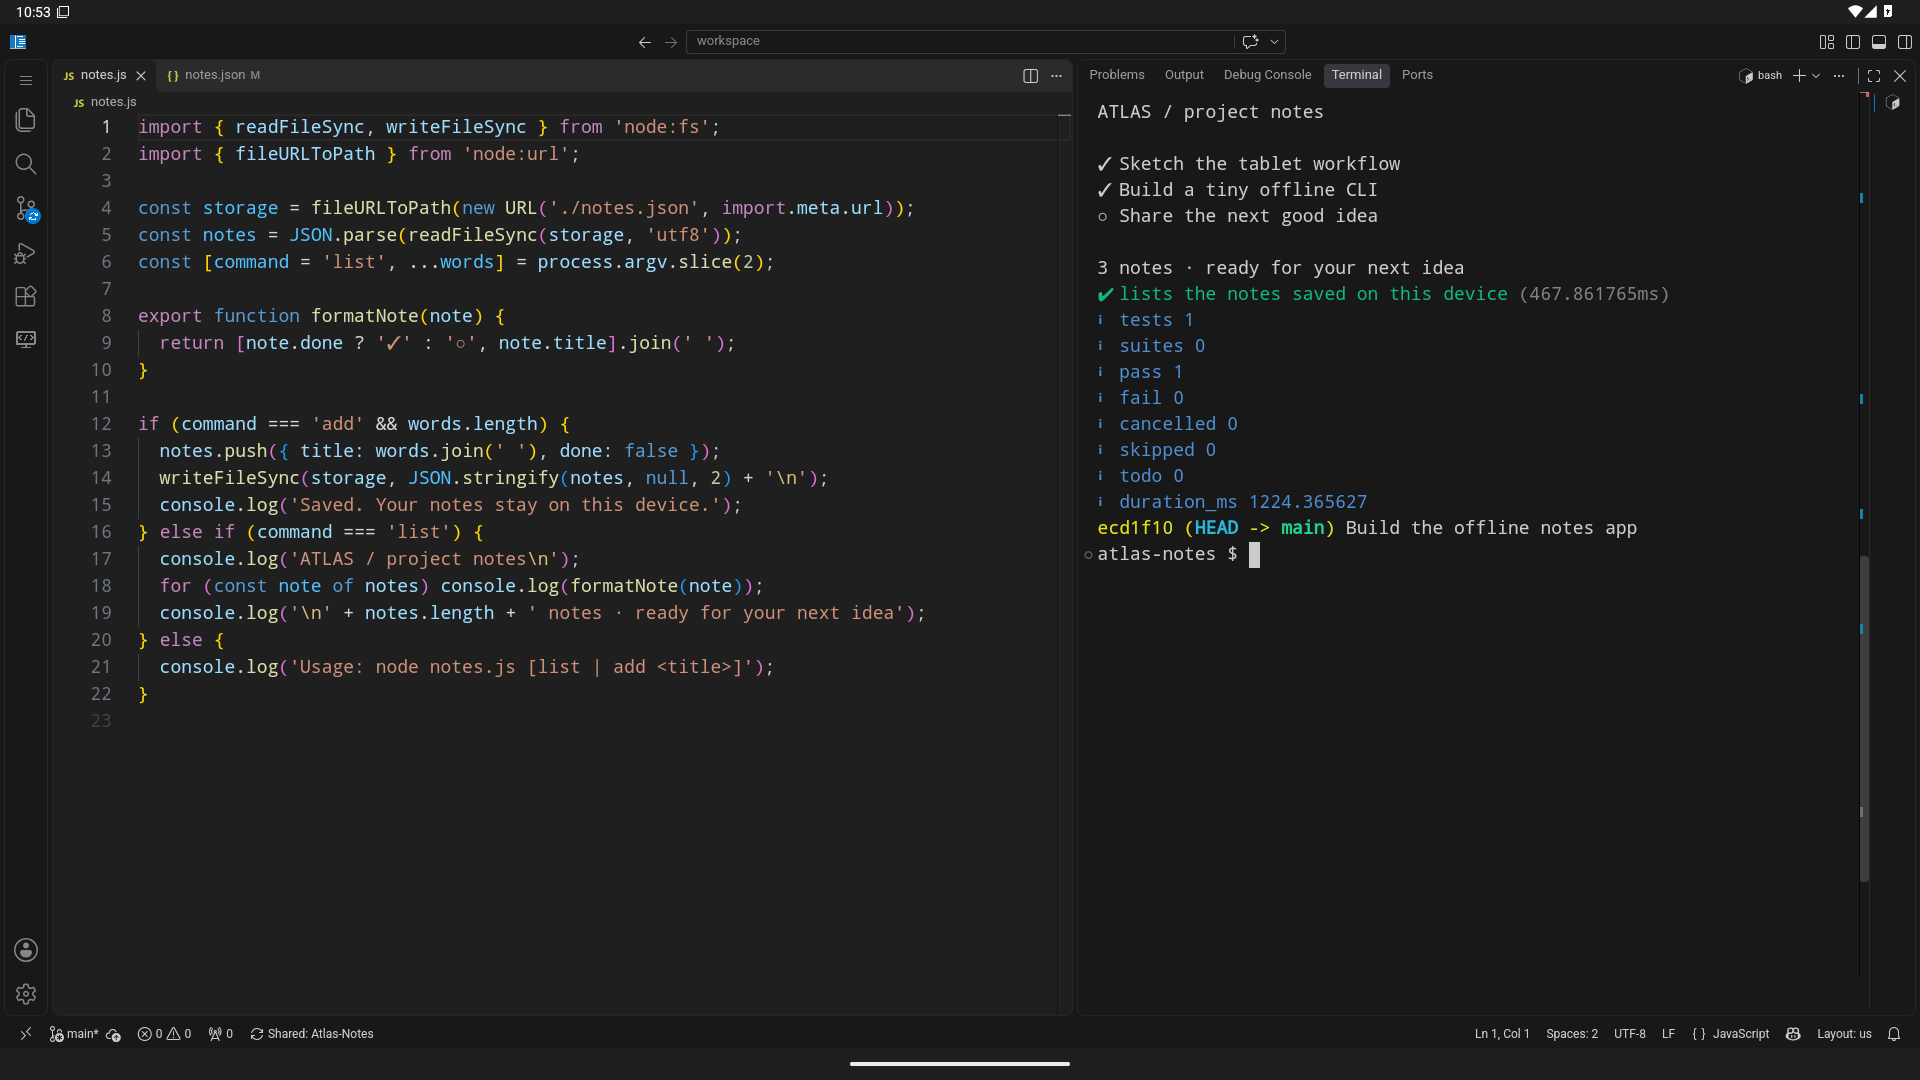 10:53
workspace
notes.js
notes.json M
notes.js
1 import { readFileSync, writeFileSync } from 'node:fs';
2 import { fileURLToPath } from 'node:url';
3
4 const storage = fileURLToPath(new URL('./notes.json', import.meta.url));
5 const notes = JSON.parse(readFileSync(storage, 'utf8'));
6 const [command = 'list', ...words] = process.argv.slice(2);
7
8 export function formatNote(note) {
9 return [note.done ? '✓' : '○', note.title].join(' ');
10 }
11
12 if (command === 'add' && words.length) {
13 notes.push({ title: words.join(' '), done: false });
14 writeFileSync(storage, JSON.stringify(notes, null, 2) + '\n');
15 console.log('Saved. Your notes stay on this device.');
16 } else if (command === 'list') {
17 console.log('ATLAS / project notes\n');
18 for (const note of notes) console.log(formatNote(note));
19 console.log('\n' + notes.length + ' notes · ready for your next idea');
20 } else {
21 console.log('Usage: node notes.js [list | add <title>]');
22 }
23
Problems Output Debug Console Terminal Ports
bash
ATLAS / project notes
✓ Sketch the tablet workflow
✓ Build a tiny offline CLI
○ Share the next good idea
3 notes · ready for your next idea
✔ lists the notes saved on this device (467.861765ms)
ℹ tests 1
ℹ suites 0
ℹ pass 1
ℹ fail 0
ℹ cancelled 0
ℹ skipped 0
ℹ todo 0
ℹ duration_ms 1224.365627
ecd1f10 (HEAD -> main) Build the offline notes app
atlas-notes $
main* 0 0 0 Shared: Atlas-Notes
Ln 1, Col 1 Spaces: 2 UTF-8 LF { } JavaScript Layout: us